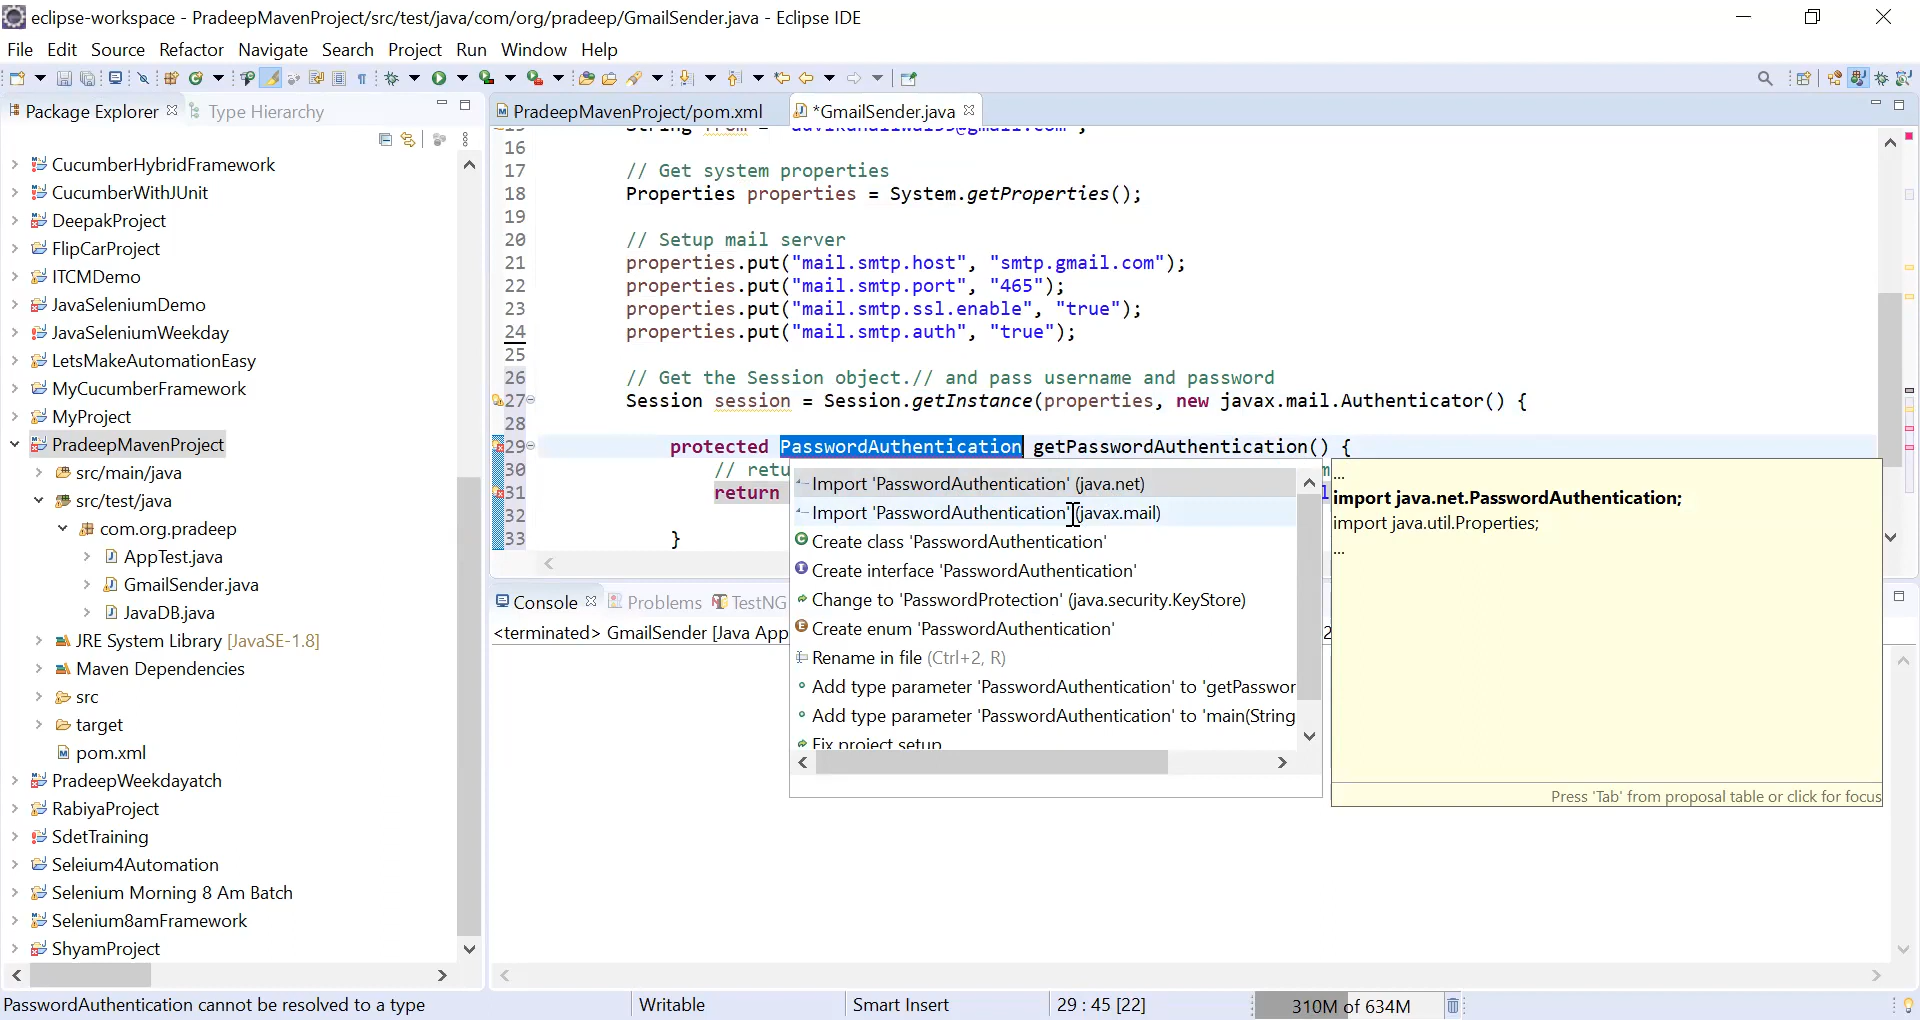 eclipse-workspace - PradeepMavenProject/src/test/java/com/org/pradeep/GmailSender.java - Eclipse IDE
File Edit Source Refactor Navigate Search Project Run Window Help
Package Explorer
Type Hierarchy
CucumberHybridFramework
CucumberWithJUnit
DeepakProject
FlipCarProject
ITCMDemo
JavaSeleniumDemo
JavaSeleniumWeekday
LetsMakeAutomationEasy
MyCucumberFramework
MyProject
PradeepMavenProject
src/main/java
src/test/java
com.org.pradeep
AppTest.java
GmailSender.java
JavaDB.java
JRE System Library [JavaSE-1.8]
Maven Dependencies
src
target
pom.xml
PradeepWeekdayatch
RabiyaProject
SdetTraining
Seleium4Automation
Selenium Morning 8 Am Batch
Selenium8amFramework
ShyamProject
PradeepMavenProject/pom.xml
*GmailSender.java
16
17 // Get system properties
18 Properties properties = System.getProperties();
19
20 // Setup mail server
21 properties.put("mail.smtp.host", "smtp.gmail.com");
22 properties.put("mail.smtp.port", "465");
23 properties.put("mail.smtp.ssl.enable", "true");
24 properties.put("mail.smtp.auth", "true");
25
26 // Get the Session object.// and pass username and password
27 Session session = Session.getInstance(properties, new javax.mail.Authenticator() {
28
29 protected PasswordAuthentication getPasswordAuthentication() {
30 // retu
31 return
32
33 }
Import 'PasswordAuthentication' (java.net)
Import 'PasswordAuthentication' (javax.mail)
Create class 'PasswordAuthentication'
Create interface 'PasswordAuthentication'
Change to 'PasswordProtection' (java.security.KeyStore)
Create enum 'PasswordAuthentication'
Rename in file (Ctrl+2, R)
Add type parameter 'PasswordAuthentication' to 'getPasswor
Add type parameter 'PasswordAuthentication' to 'main(String
Fix project setup
...
import java.net.PasswordAuthentication;
import java.util.Properties;
...
Press 'Tab' from proposal table or click for focus
Console
Problems
TestNG
<terminated> GmailSender [Java App
PasswordAuthentication cannot be resolved to a type
Writable
Smart Insert
29 : 45 [22]
310M of 634M